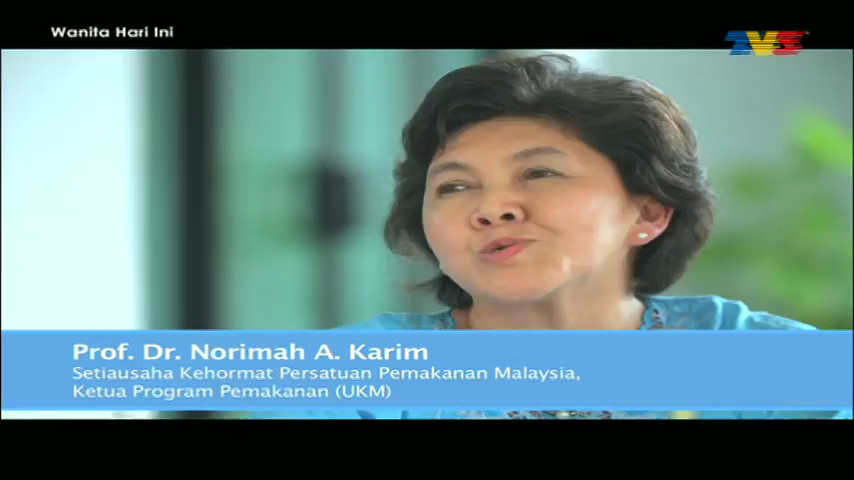 Wanita Hari Ini
TV3
Prof. Dr. Norimah A. Karim
Setiausaha Kehormat Persatuan Pemakanan Malaysia,
Ketua Program Pemakanan (UKM)